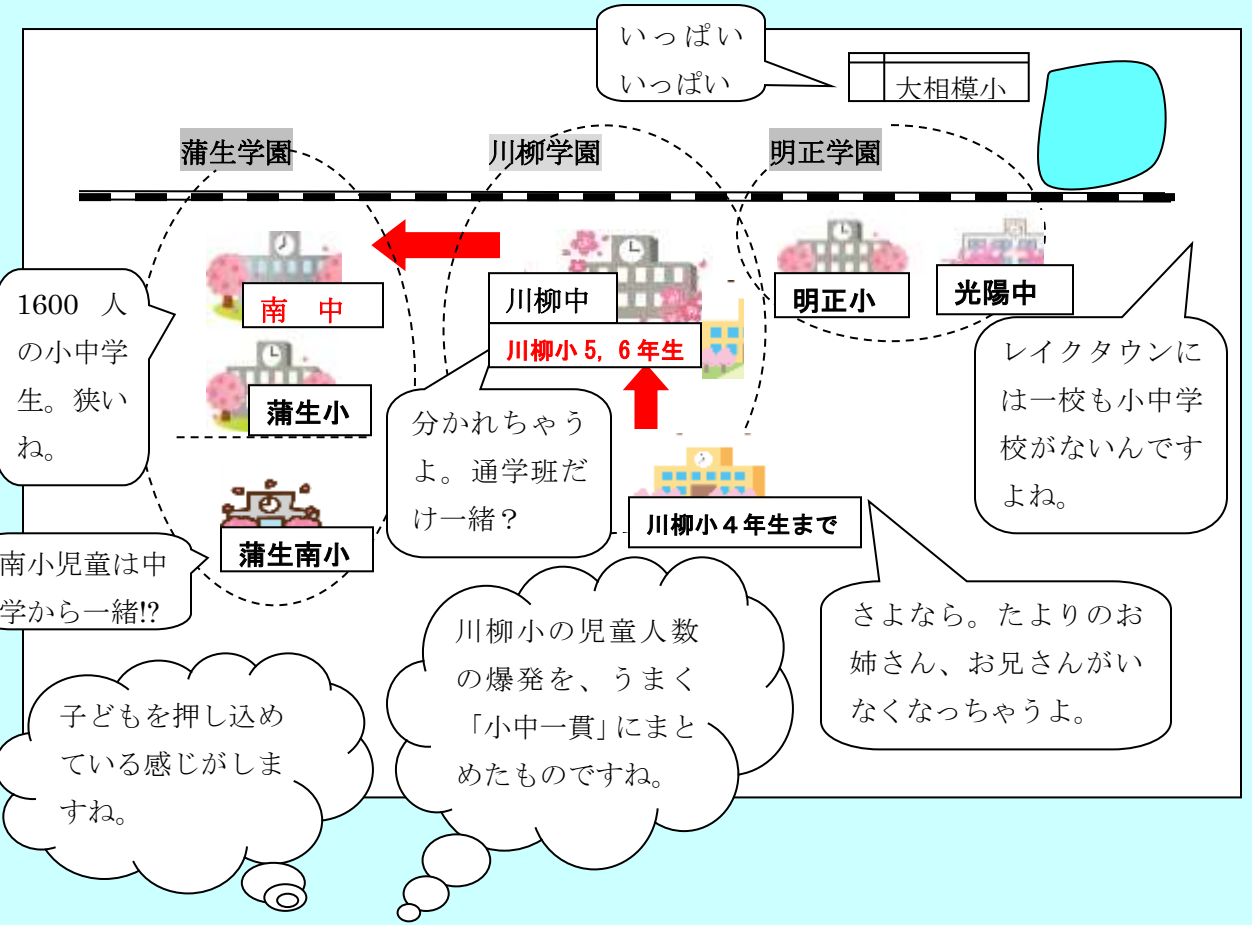 いっぱい
いっぱい
大相模小
蒲生学園
川柳学園
明正学園
南　中
蒲生小
蒲生南小
川柳中
川柳小 5, 6 年生
川柳小４年生まで
明正小
光陽中
1600 人
の小中学
生。狭い
ね。
南小児童は中
学から一緒!?
分かれちゃう
よ。通学班だ
け一緒？
レイクタウンに
は一校も小中学
校がないんです
よね。
さよなら。たよりのお
姉さん、お兄さんがい
なくなっちゃうよ。
川柳小の児童人数
の爆発を、うまく
「小中一貫」にまと
めたものですね。
子どもを押し込め
ている感じがしま
すね。